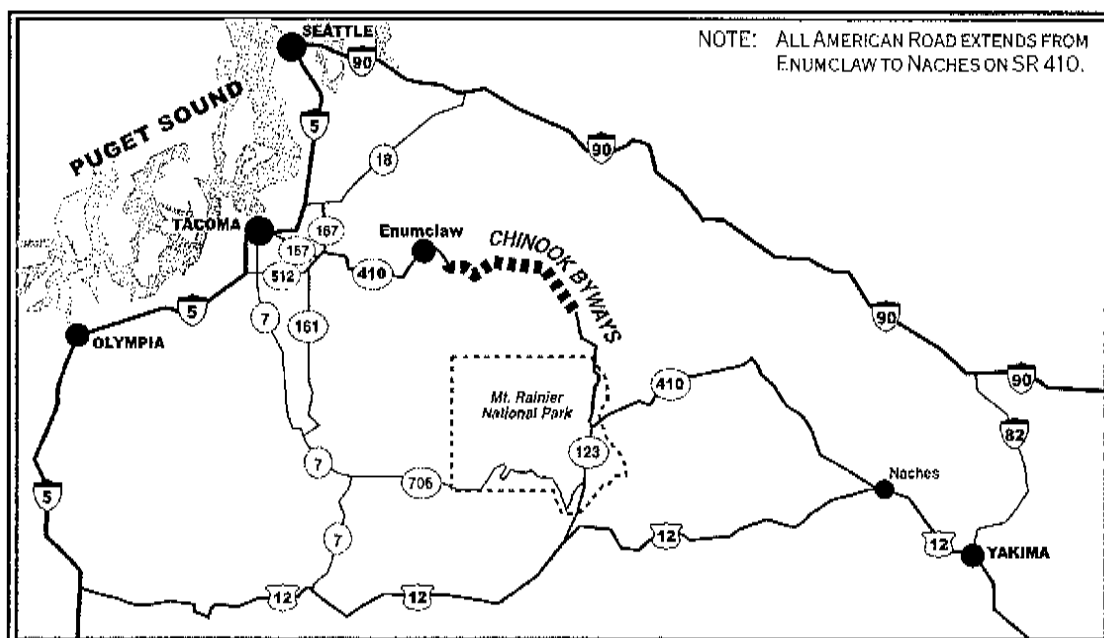 SEATTLE
NOTE: ALL AMERICAN ROAD EXTENDS FROM
ENUMCLAW TO NACHES ON SR 410.
90
PUGET SOUND
5
90
18
TACOMA
167
167
Enumclaw
CHINOOK BYWAYS
512
410
5
7
161
90
OLYMPIA
Mt. Rainier
National Park
410
90
82
123
7
706
Naches
5
7
12
12
YAKIMA
12
12